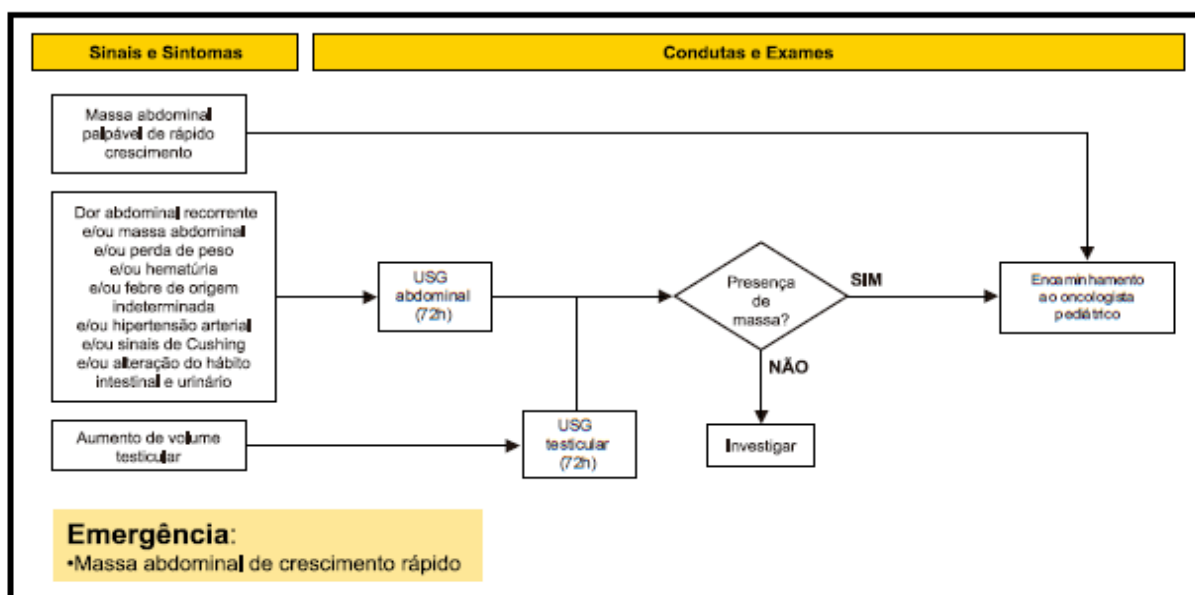 Sinais e Sintomas
Condutas e Exames
Massa abdominal
palpável de rápido
crescimento
Dor abdominal recorrente
e/ou massa abdominal
e/ou perda de peso
e/ou hematúria
e/ou febre de origem
indeterminada
e/ou hipertensão arterial
e/ou sinais de Cushing
e/ou alteração do hábito
intestinal e urinário
USG
abdominal
(72h)
Presença
de
massa?
SIM
Encaminhamento
ao oncologista
pediátrico
NÃO
Investigar
Aumento de volume
testicular
USG
testicular
(72h)
Emergência:
•Massa abdominal de crescimento rápido